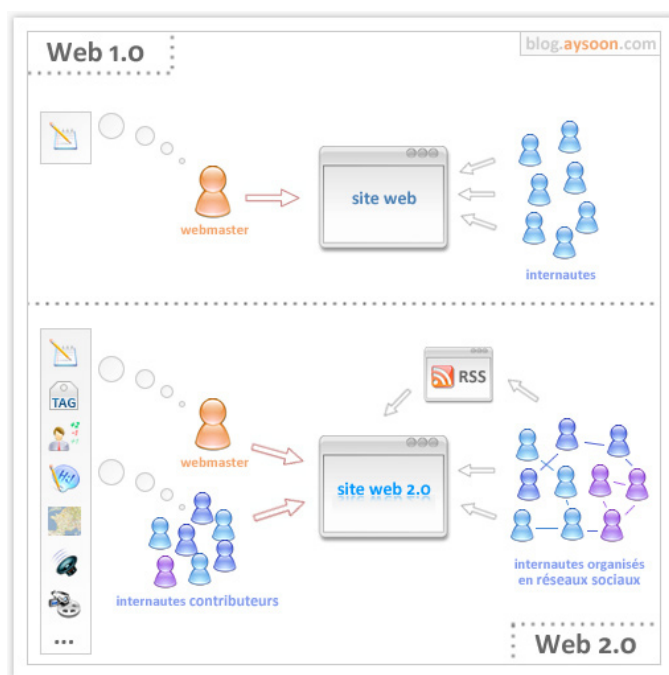 Web 1.0
blog.aysoon.com
site web
webmaster
internautes
RSS
TAG
webmaster
Hi!
site web 2.0
internautes organisés
en réseaux sociaux
internautes contributeurs
...
Web 2.0